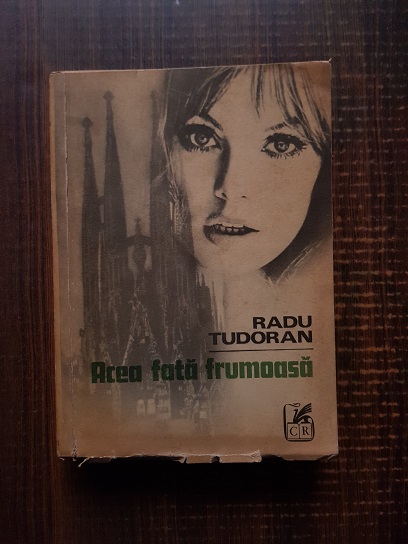 RADU
TUDORAN
Acea fată frumoasă
CR